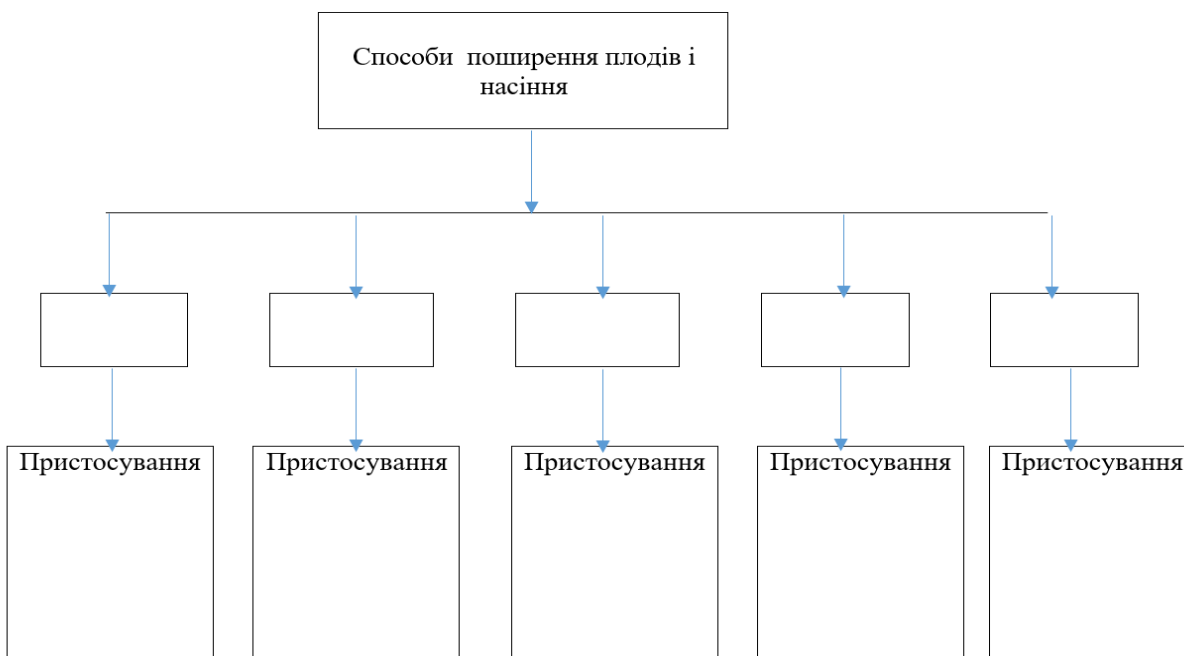 Способи поширення плодів і
насіння
Пристосування
Пристосування
Пристосування
Пристосування
Пристосування